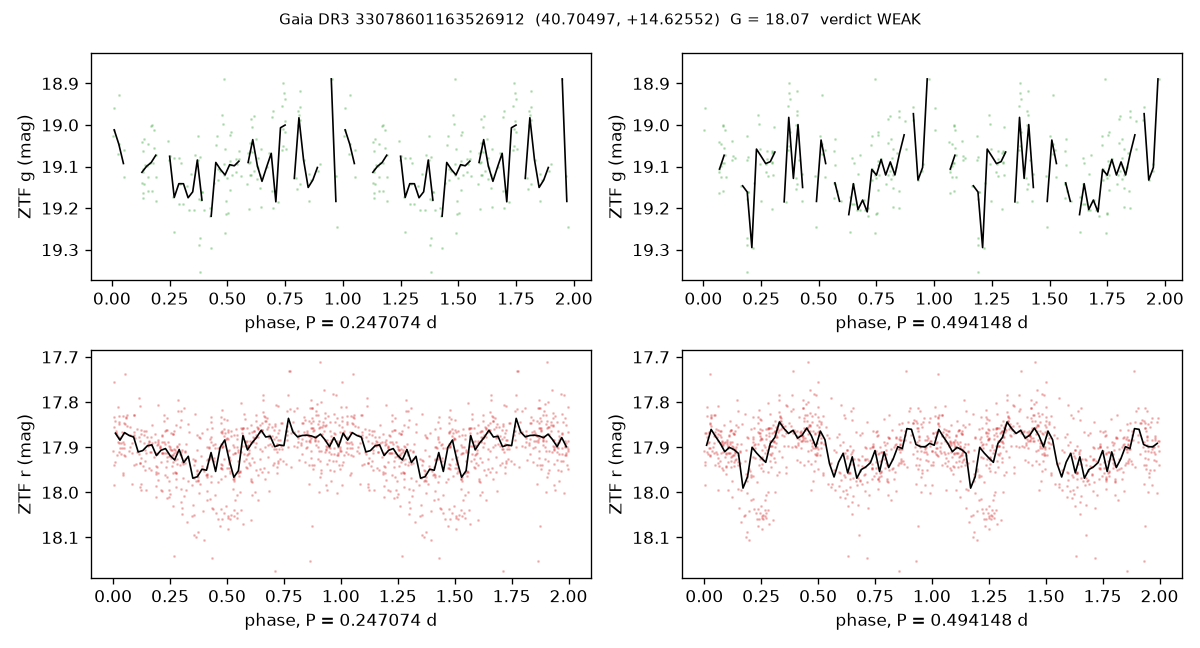 Gaia DR3 33078601163526912 (40.70497, +14.62552) G = 18.07 verdict WEAK
ZTF g (mag)
18.9
19.0
19.1
19.2
19.3
0.00 0.25 0.50 0.75 1.00 1.25 1.50 1.75 2.00
phase, P = 0.247074 d
ZTF g (mag)
18.9
19.0
19.1
19.2
19.3
0.00 0.25 0.50 0.75 1.00 1.25 1.50 1.75 2.00
phase, P = 0.494148 d
ZTF r (mag)
17.7
17.8
17.9
18.0
18.1
0.00 0.25 0.50 0.75 1.00 1.25 1.50 1.75 2.00
phase, P = 0.247074 d
ZTF r (mag)
17.7
17.8
17.9
18.0
18.1
0.00 0.25 0.50 0.75 1.00 1.25 1.50 1.75 2.00
phase, P = 0.494148 d